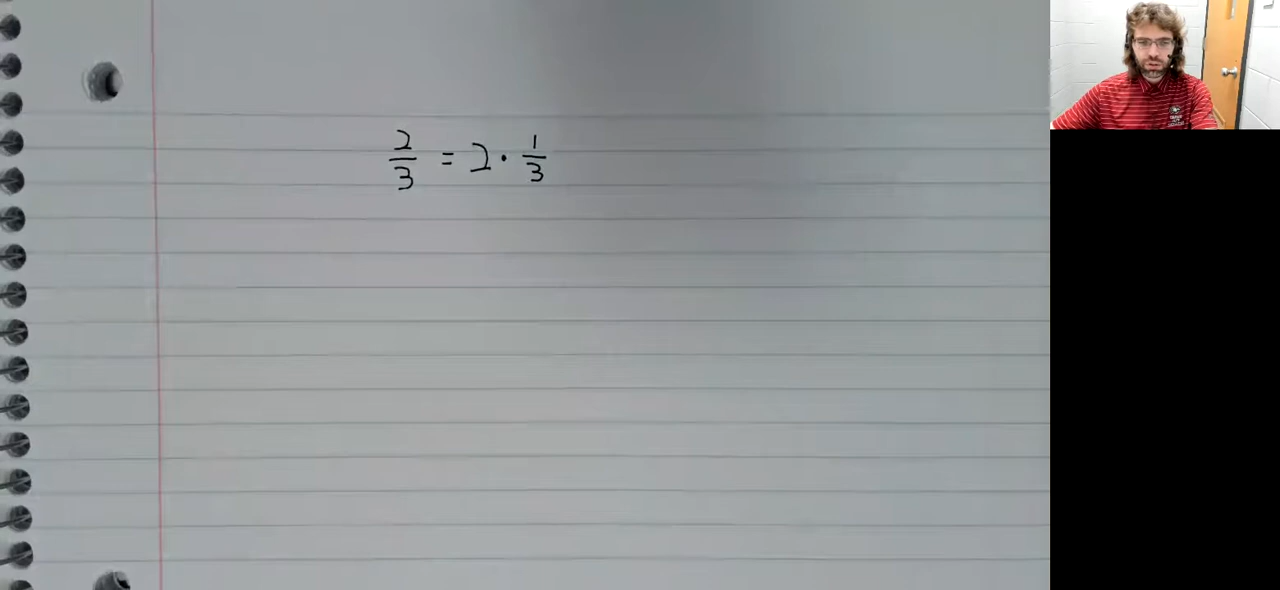 2/3 = 2 · 1/3